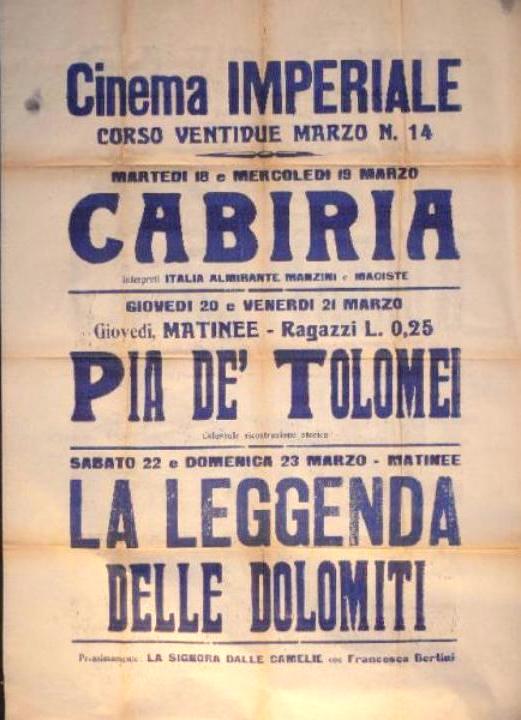 Cinema IMPERIALE
CORSO VENTIDUE MARZO N. 14
MARTEDI 18 e MERCOLEDI 19 MARZO
CABIRIA
Interpreti ITALIA ALMIRANTE MANZINI e MACISTE
GIOVEDI 20 e VENERDI 21 MARZO
Giovedì, MATINEE - Ragazzi L. 0,25
PIA DE' TOLOMEI
Colossale ricostruzione storica
SABATO 22 e DOMENICA 23 MARZO - MATINEE
LA LEGGENDA
DELLE DOLOMITI
Prossimamente: LA SIGNORA DALLE CAMELIE con Francesca Bertini